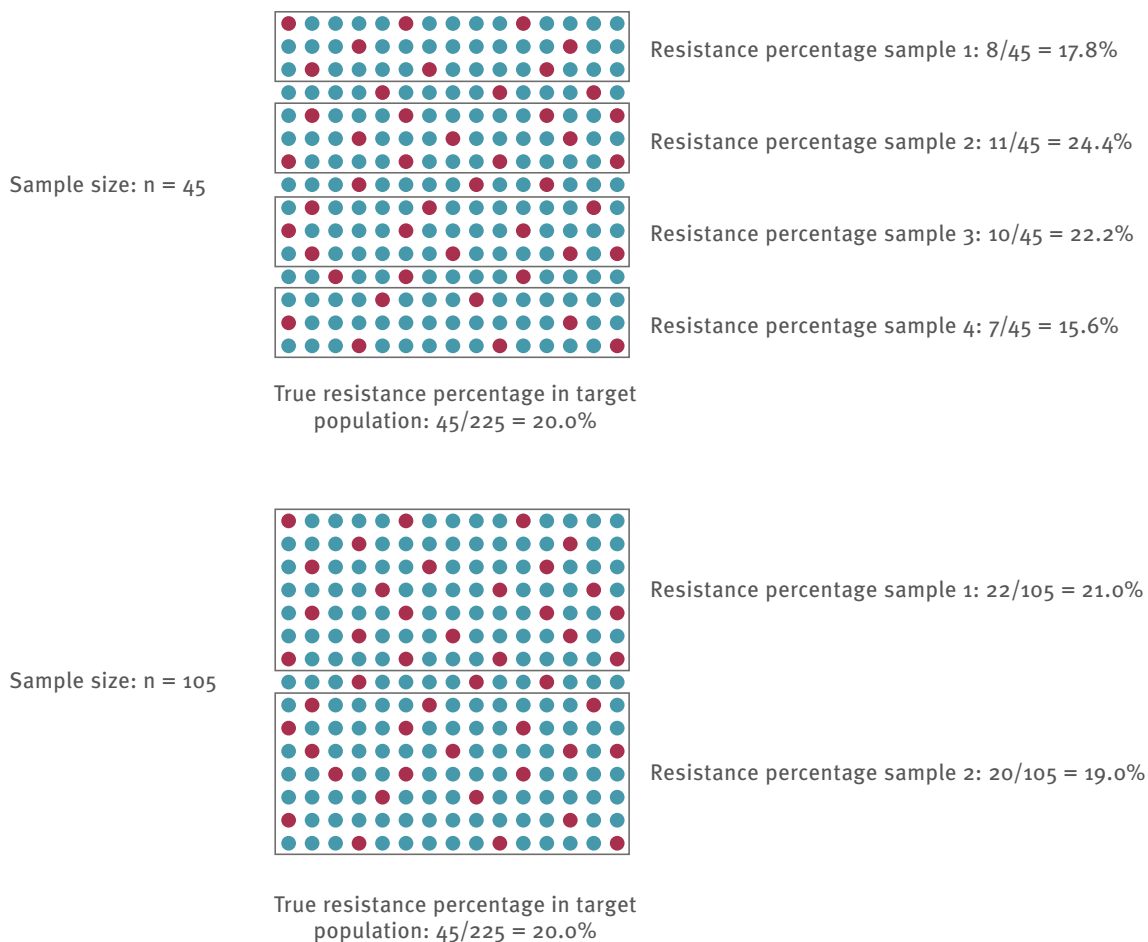 Resistance percentage sample 1: 8/45 = 17.8%
Resistance percentage sample 2: 11/45 = 24.4%
Sample size: n = 45
Resistance percentage sample 3: 10/45 = 22.2%
Resistance percentage sample 4: 7/45 = 15.6%
True resistance percentage in target
population: 45/225 = 20.0%
Resistance percentage sample 1: 22/105 = 21.0%
Sample size: n = 105
Resistance percentage sample 2: 20/105 = 19.0%
True resistance percentage in target
population: 45/225 = 20.0%